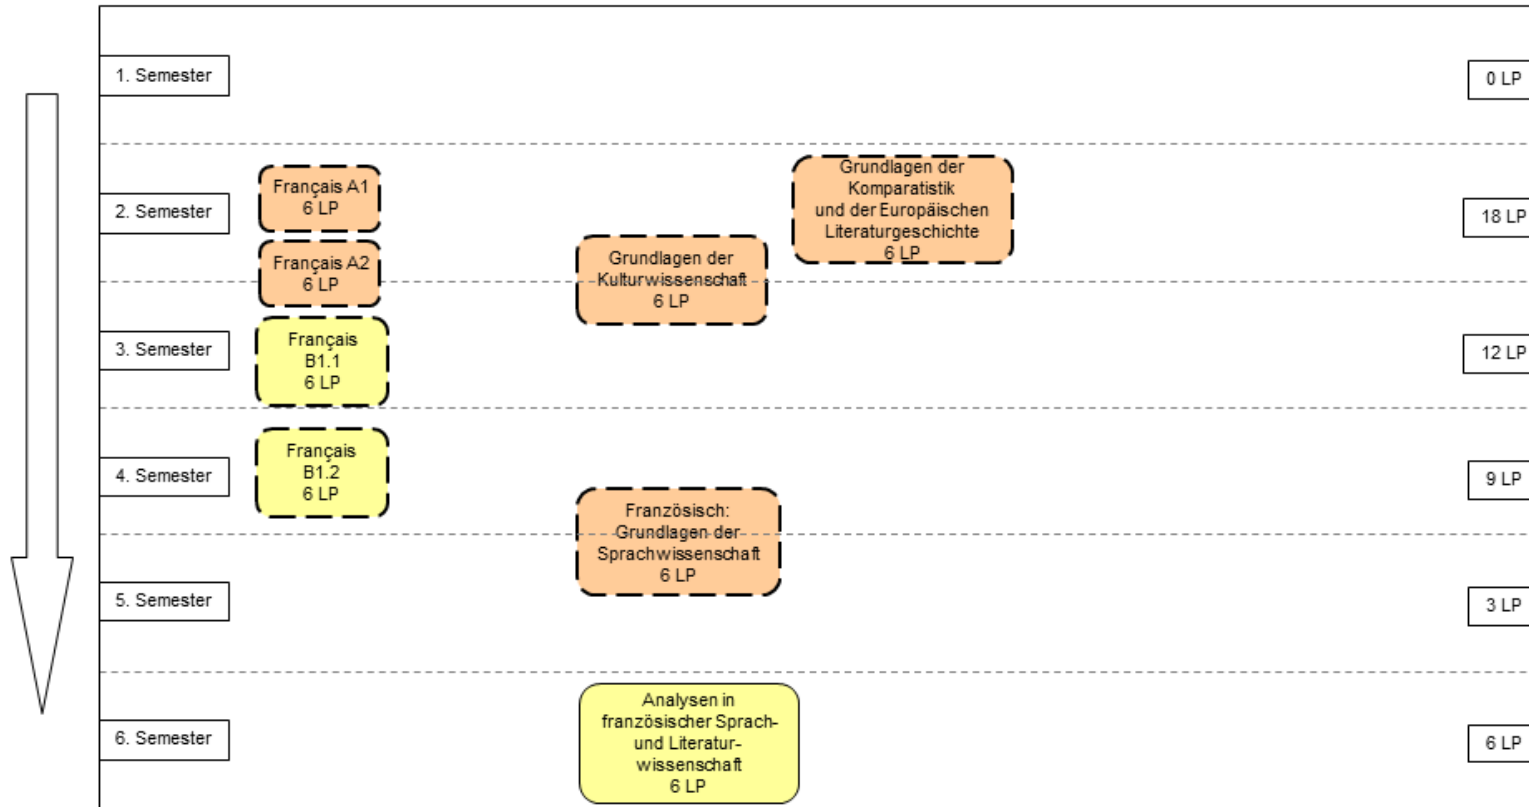 1. Semester
0 LP
2. Semester
Français A1
6 LP
Français A2
6 LP
Grundlagen der
Kulturwissenschaft
6 LP
Grundlagen der
Komparatistik
und der Europäischen
Literaturgeschichte
6 LP
18 LP
3. Semester
Français
B1.1
6 LP
12 LP
4. Semester
Français
B1.2
6 LP
9 LP
Französisch:
Grundlagen der
Sprachwissenschaft
6 LP
5. Semester
3 LP
6. Semester
Analysen in
französischer Sprach-
und Literatur-
wissenschaft
6 LP
6 LP